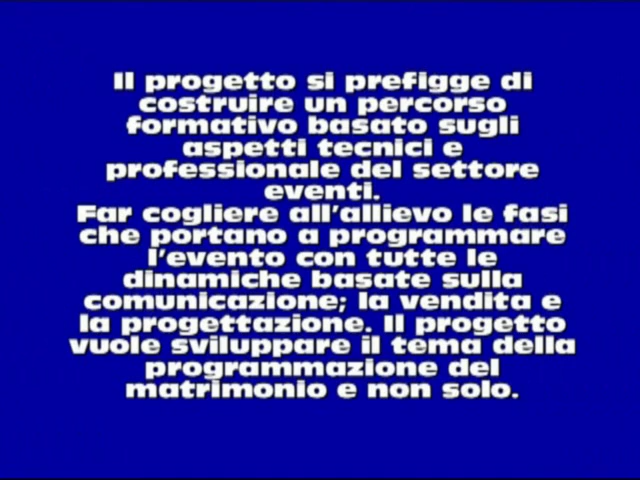 Il progetto si prefigge di
costruire un percorso
formativo basato sugli
aspetti tecnici e
professionale del settore
eventi.
Far cogliere all'allievo le fasi
che portano a programmare
l'evento con tutte le
dinamiche basate sulla
comunicazione; la vendita e
la progettazione. Il progetto
vuole sviluppare il tema della
programmazione del
matrimonio e non solo.